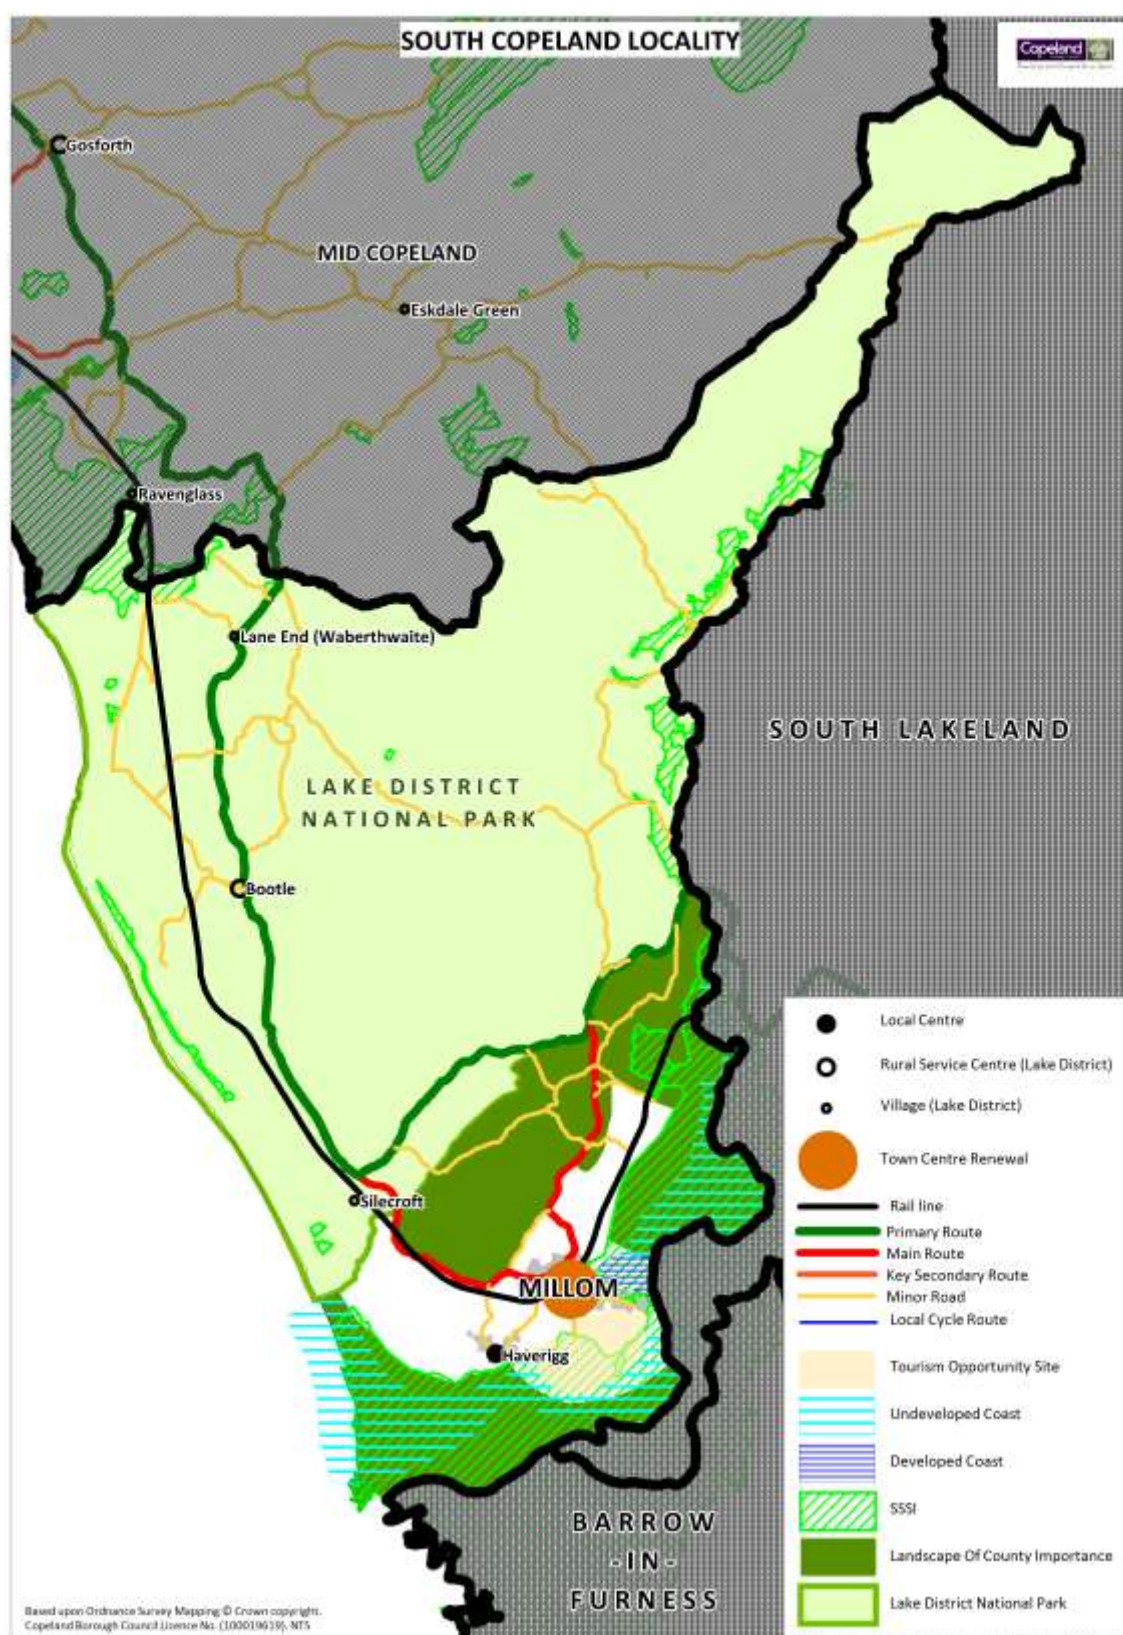 SOUTH COPELAND LOCALITY
Copeland
Gosforth
MID COPELAND
Eskdale Green
Ravenglass
Lane End (Waberthwaite)
SOUTH LAKELAND
LAKE DISTRICT
NATIONAL PARK
Bootle
Silecroft
MILLOM
Haverigg
BARROW
-IN-
FURNESS
Local Centre
Rural Service Centre (Lake District)
Village (Lake District)
Town Centre Renewal
Rail line
Primary Route
Main Route
Key Secondary Route
Minor Road
Local Cycle Route
Tourism Opportunity Site
Undeveloped Coast
Developed Coast
SSSI
Landscape Of County Importance
Lake District National Park
Based upon Ordnance Survey Mapping © Crown copyright.
Copeland Borough Council Licence No. (100019619). NTS